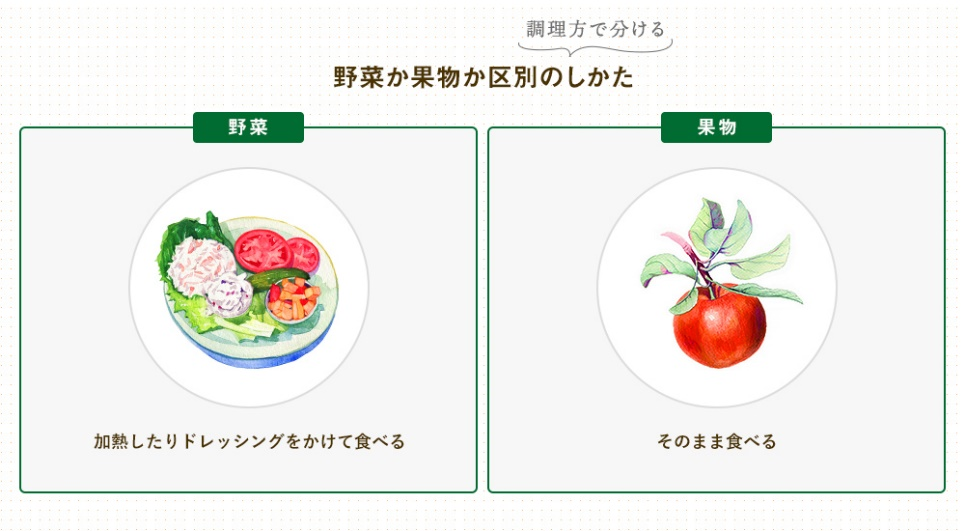 調理方で分ける
野菜か果物か区別のしかた
野菜
果物
加熱したりドレッシングをかけて食べる
そのまま食べる